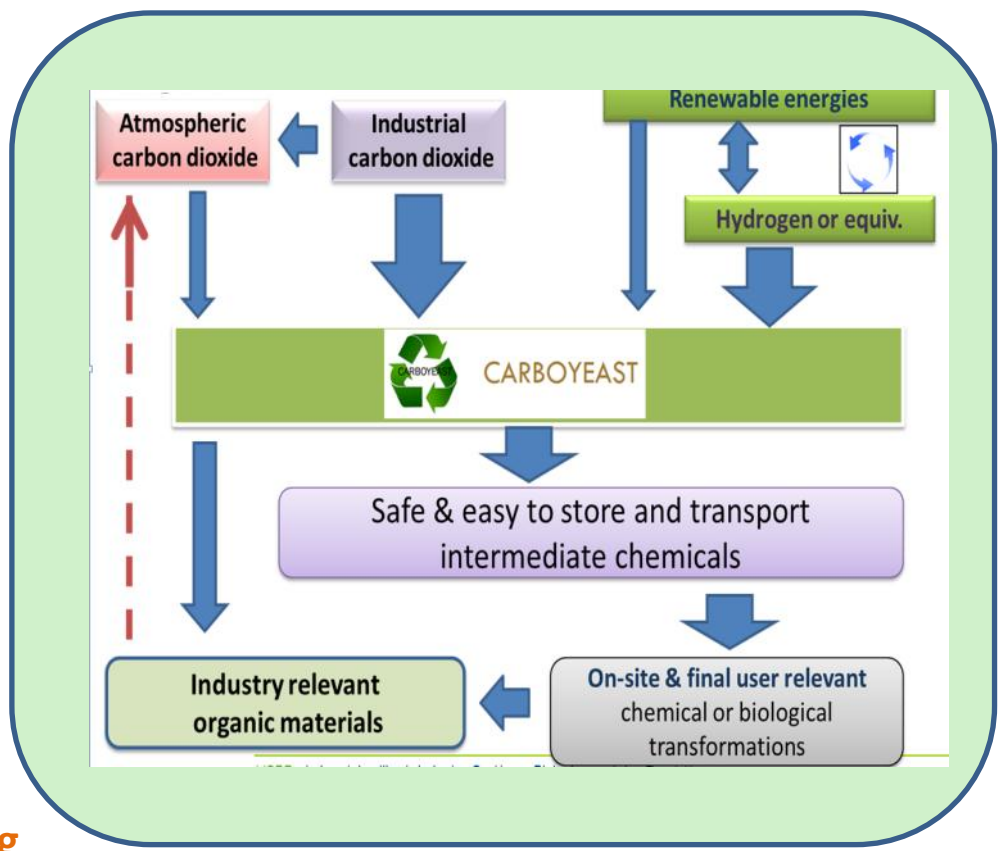 Atmospheric
carbon dioxide
Industrial
carbon dioxide
Renewable energies
Hydrogen or equiv.
CARBOYEAST
CARBOYEAST
Safe & easy to store and transport
intermediate chemicals
On-site & final user relevant
chemical or biological
transformations
Industry relevant
organic materials
g